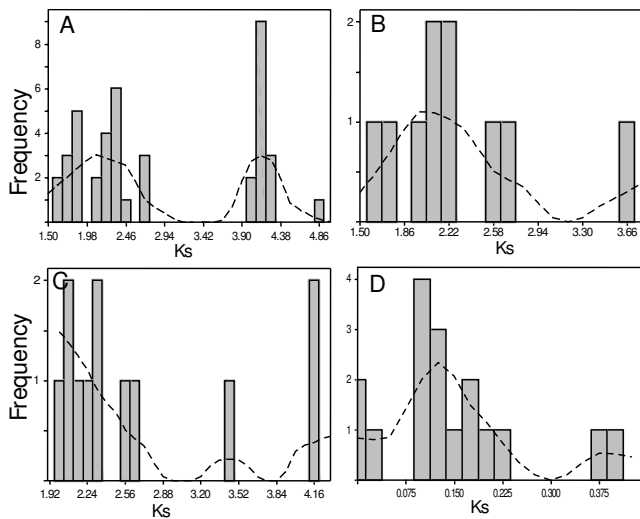 A
B
Frequency
8
6
4
2
1.50 1.98 2.46 2.94 3.42 3.90 4.38 4.86
Ks
2
1
1.50 1.86 2.22 2.58 2.94 3.30 3.66
Ks
C
D
Frequency
2
1
1.92 2.24 2.56 2.88 3.20 3.52 3.84 4.16
Ks
4
3
2
1
0.075 0.150 0.225 0.300 0.375
Ks